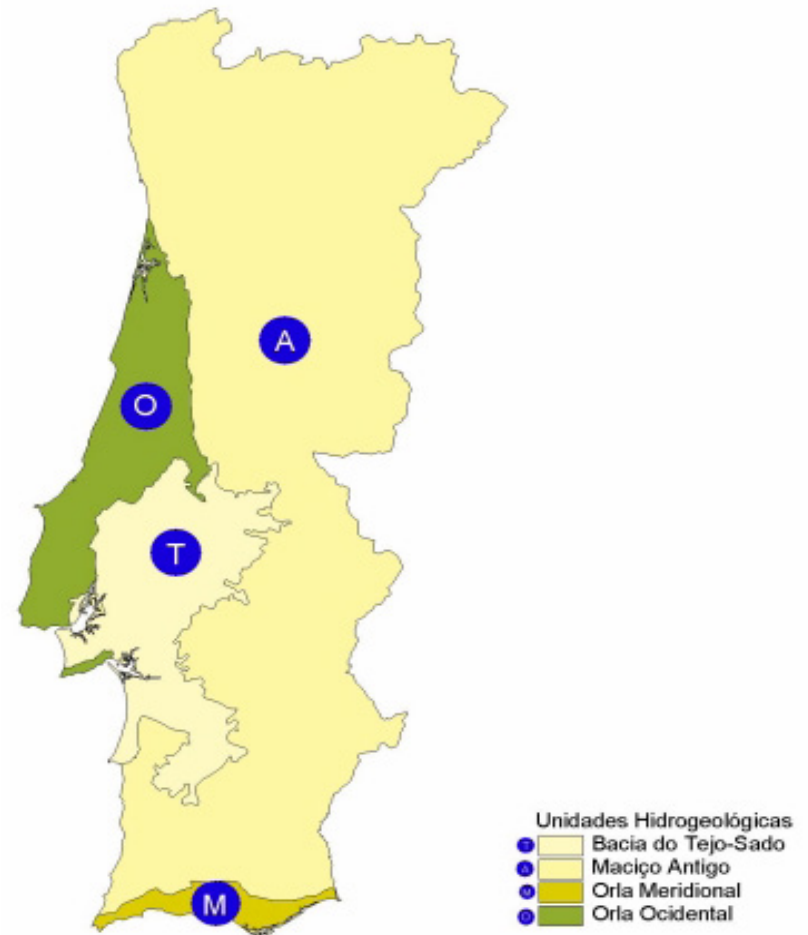 A
O
T
M
Unidades Hidrogeológicas
T Bacia do Tejo-Sado
A Maciço Antigo
M Orla Meridional
O Orla Ocidental